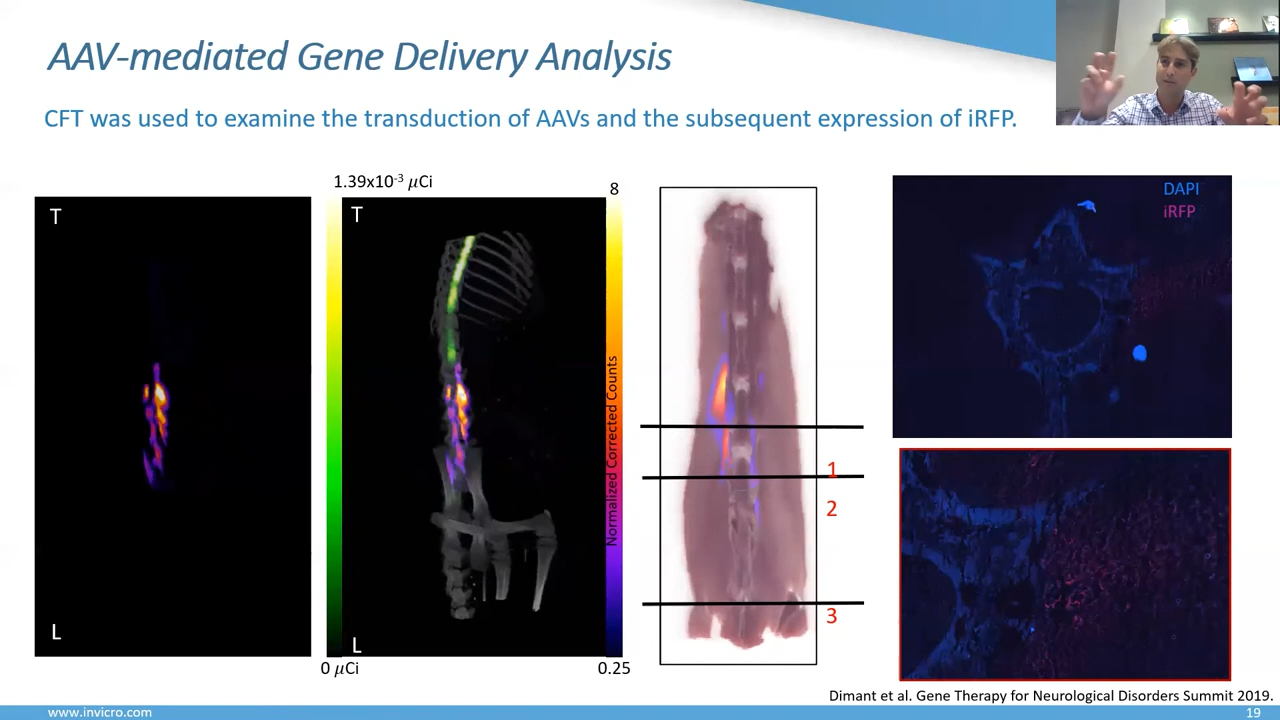 AAV-mediated Gene Delivery Analysis
CFT was used to examine the transduction of AAVs and the subsequent expression of iRFP.
1.39x10⁻³ μCi
8
T
T
DAPI
iRFP
Normalized Corrected Counts
1
2
3
L
L
0 μCi
0.25
Dimant et al. Gene Therapy for Neurological Disorders Summit 2019.
www.invicro.com
19